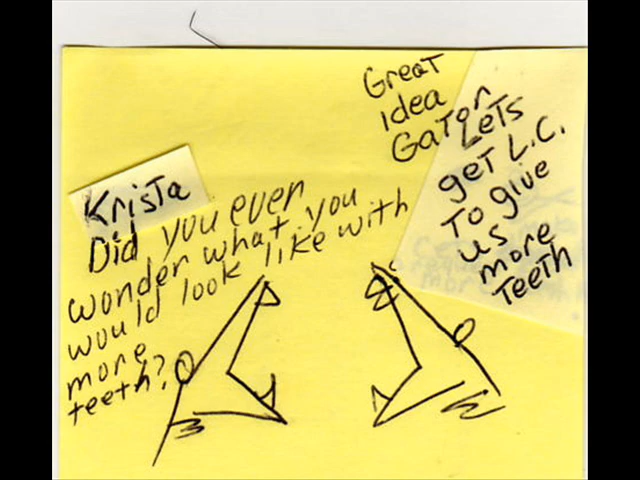 Krista
Did you ever
wonder what you
would look like with
more
teeth?
Great
idea
Gator
LeTs
geT L.C.
To give
us
more
TeeTh